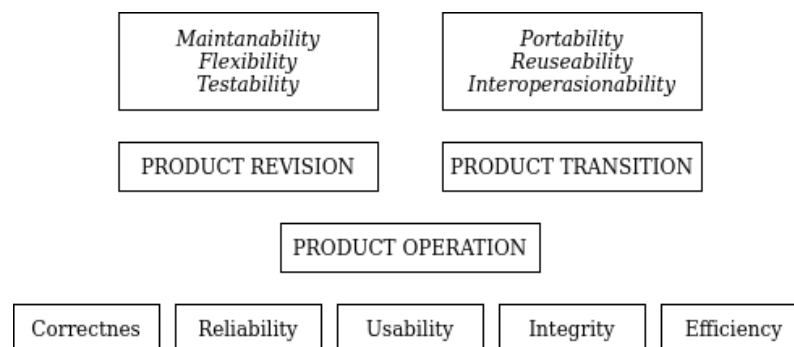 Maintanability
Flexibility
Testability
Portability
Reuseability
Interoperasionability
PRODUCT REVISION
PRODUCT TRANSITION
PRODUCT OPERATION
Correctnes
Reliability
Usability
Integrity
Efficiency